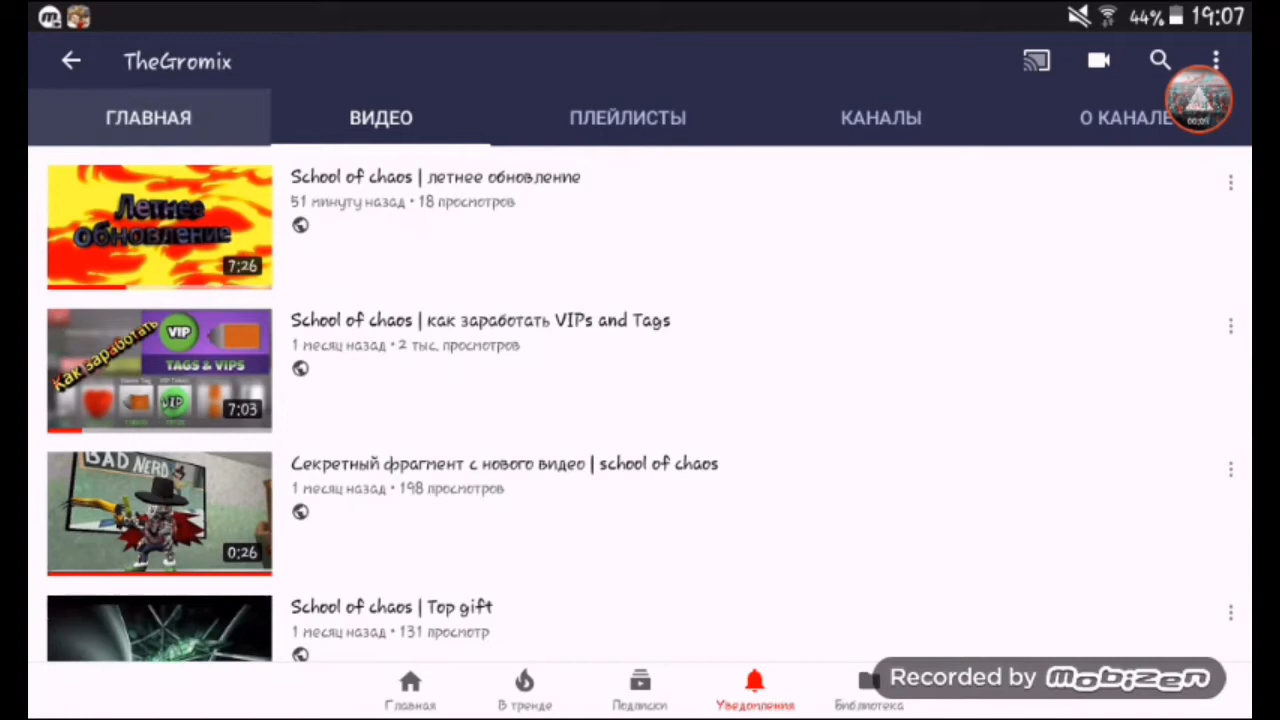 44% 19:07
TheGromix
ГЛАВНАЯ ВИДЕО ПЛЕЙЛИСТЫ КАНАЛЫ О КАНАЛЕ
00:09
Летнее
обновление
7:26
School of chaos | летнее обновление
51 минуту назад • 18 просмотров
Как заработать
VIP
TAGS & VIPS
VIP
7:03
School of chaos | как заработать VIPs and Tags
1 месяц назад • 2 тыс. просмотров
BAD NERD
0:26
Секретный фрагмент с нового видео | school of chaos
1 месяц назад • 198 просмотров
School of chaos | Top gift
1 месяц назад • 131 просмотр
Главная В тренде Подписки Уведомления Библиотека
Recorded by mobizen